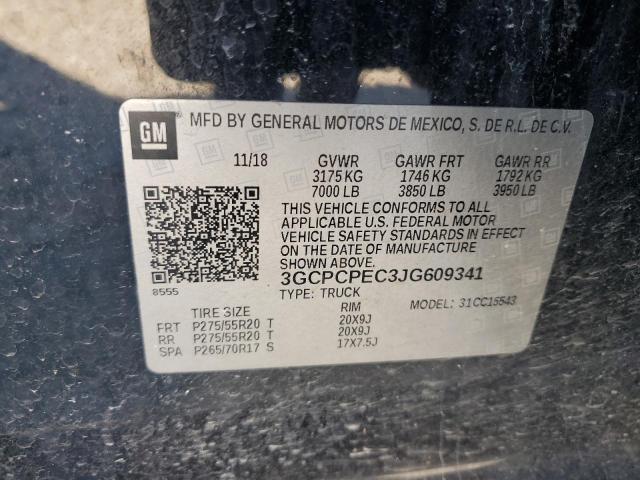 GM MFD BY GENERAL MOTORS DE MEXICO, S. DE R.L. DE C.V.
11/18 GVWR GAWR FRT GAWR RR
3175 KG 1746 KG 1792 KG
7000 LB 3850 LB 3950 LB
THIS VEHICLE CONFORMS TO ALL
APPLICABLE U.S. FEDERAL MOTOR
VEHICLE SAFETY STANDARDS IN EFFECT
ON THE DATE OF MANUFACTURE
SHOWN ABOVE.
3GCPCPEC3JG609341
8555 TYPE: TRUCK MODEL: 31CC15543
TIRE SIZE RIM
FRT P275/55R20 T 20X9J
RR P275/55R20 T 20X9J
SPA P265/70R17 S 17X7.5J